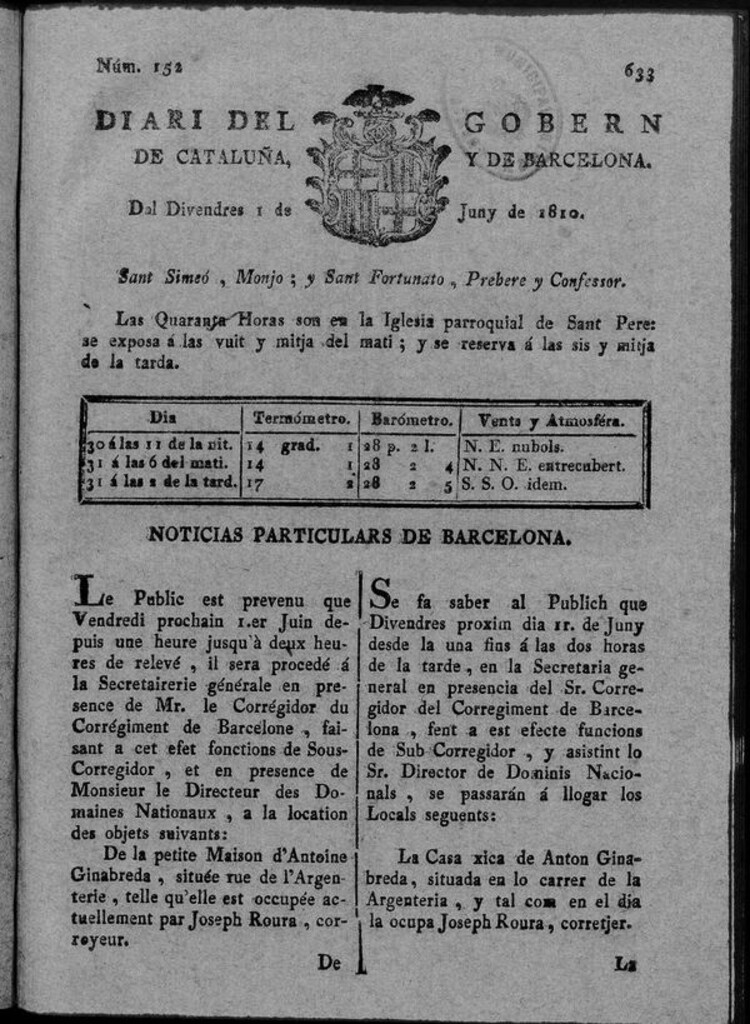 Núm. 152
633
DIARI DEL GOBERN
DE CATALUÑA, Y DE BARCELONA.
Dal Divendres 1 de Juny de 1810.
Sant Simeó , Monjo ; y Sant Fortunato , Prebere y Confessor.
Las Quaranta Horas son en la Iglesia parroquial de Sant Pere:
se exposa á las vuit y mitja del mati ; y se reserva á las sis y mitja
de la tarda.
Dia Termómetro. Barómetro. Vents y Atmosféra.
30 á las 11 de la nit. 14 grad. 1 28 p. 2 l. N. E. nubols.
31 á las 6 del mati. 14 1 28 2 4 N. N. E. entrecubert.
31 á las 2 de la tard. 17 2 28 2 5 S. S. O. idem.
NOTICIAS PARTICULARS DE BARCELONA.
Le Public est prevenu que
Vendredi prochain 1.er Juin de-
puis une heure jusqu'à deux heu-
res de relevé , il sera procedé á
la Secretairerie générale en pre-
sence de Mr. le Corrégidor du
Corrégiment de Barcelone , fai-
sant a cet efet fonctions de Sous-
Corregidor , et en presence de
Monsieur le Directeur des Do-
maines Nationaux , a la location
des objets suivants:
De la petite Maison d'Antoine
Ginabreda , située rue de l'Argen-
terie , telle qu'elle est occupée ac-
tuellement par Joseph Roura , cor-
royeur.
De
Se fa saber al Publich que
Divendres proxim dia 1r. de Juny
desde la una fins á las dos horas
de la tarde , en la Secretaria ge-
neral en presencia del Sr. Corre-
gidor del Corregiment de Barce-
lona , fent a est efecte funcions
de Sub Corregidor , y asistint lo
Sr. Director de Dominis Nacio-
nals , se passarán á llogar los
Locals seguents:
La Casa xica de Anton Gina-
breda, situada en lo carrer de la
Argenteria , y tal com en el dia
la ocupa Joseph Roura, corretjer.
La